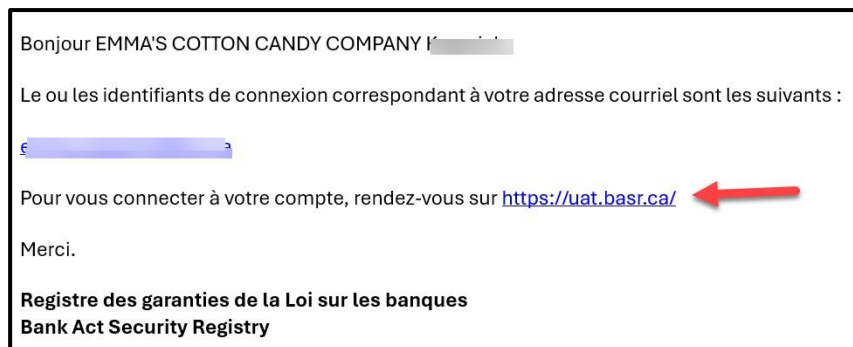 Bonjour EMMA'S COTTON CANDY COMPANY
Le ou les identifiants de connexion correspondant à votre adresse courriel sont les suivants :
Pour vous connecter à votre compte, rendez-vous sur https://uat.basr.ca/
Merci.
Registre des garanties de la Loi sur les banques
Bank Act Security Registry